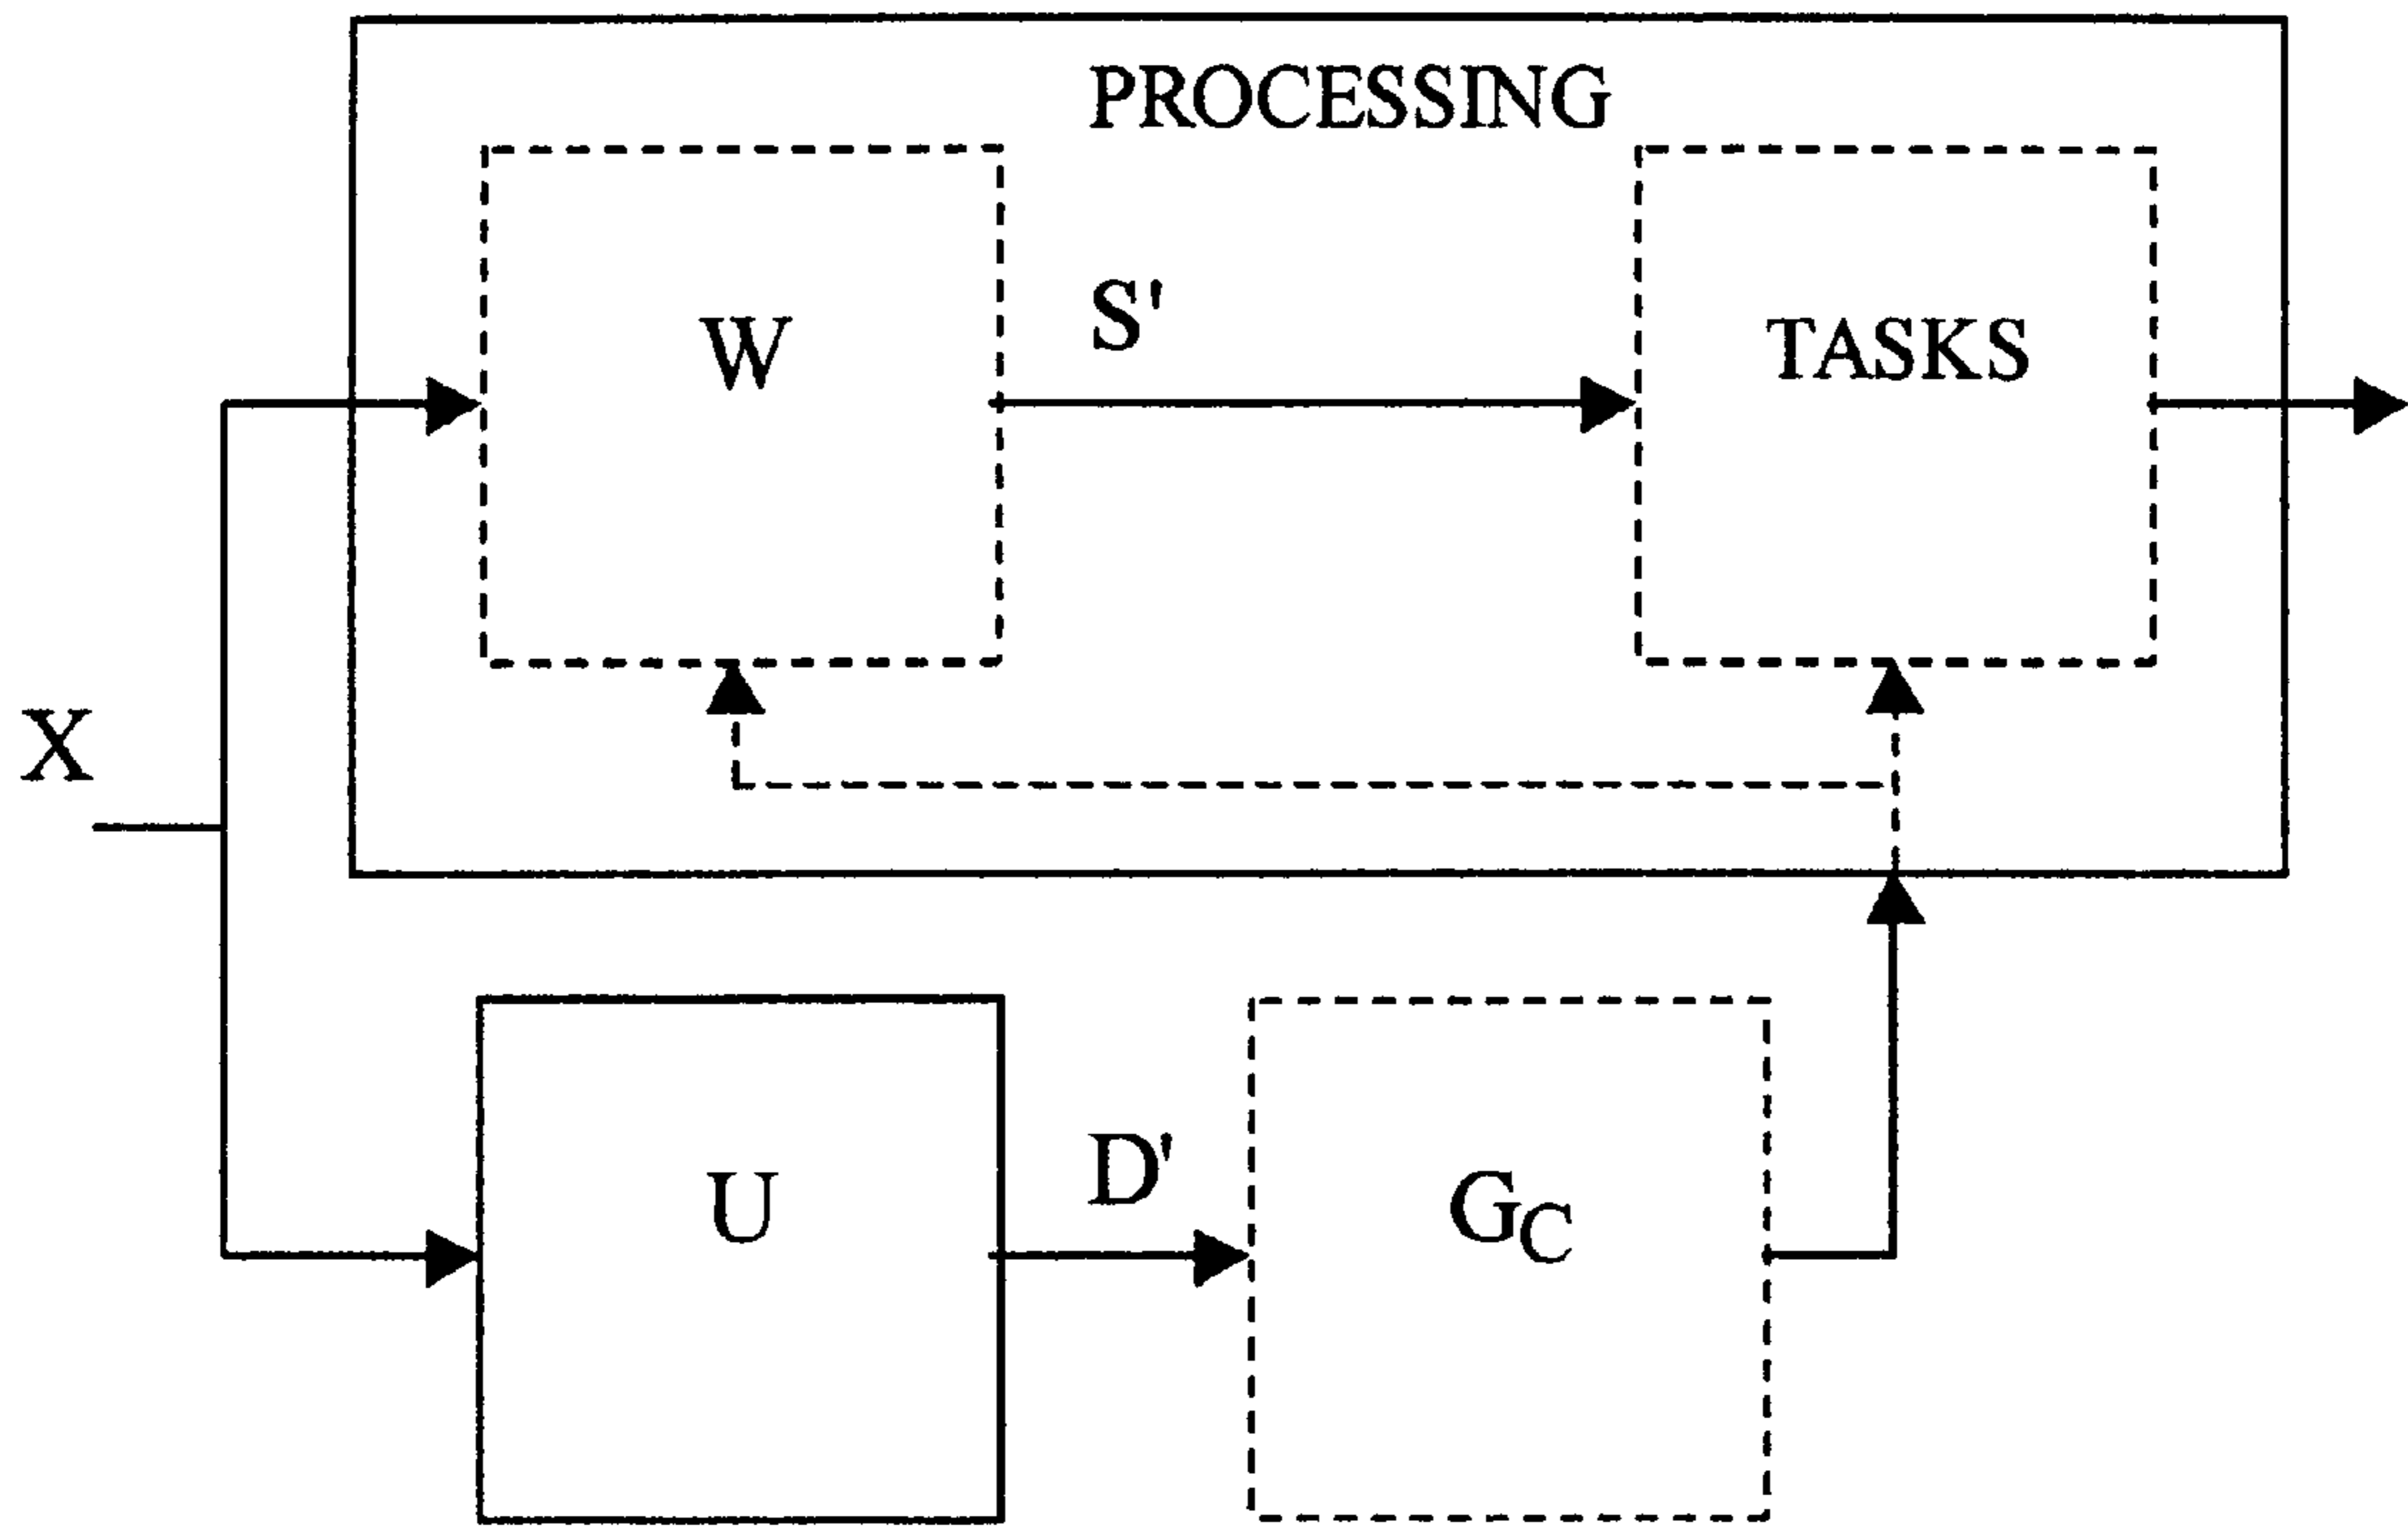 PROCESSING
W
S'
TASKS
X
U
D'
GC